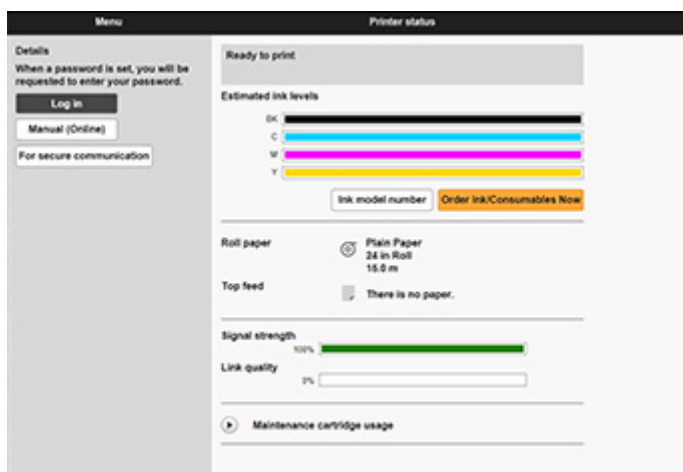 Menu
Printer status
Details
When a password is set, you will be
requested to enter your password.
Log in
Manual (Online)
For secure communication
Ready to print
Estimated ink levels
BK
C
M
Y
Ink model number
Order Ink/Consumables Now
Roll paper
Plain Paper
24 in Roll
15.0 m
Top feed
There is no paper.
Signal strength
100%
Link quality
0%
Maintenance cartridge usage